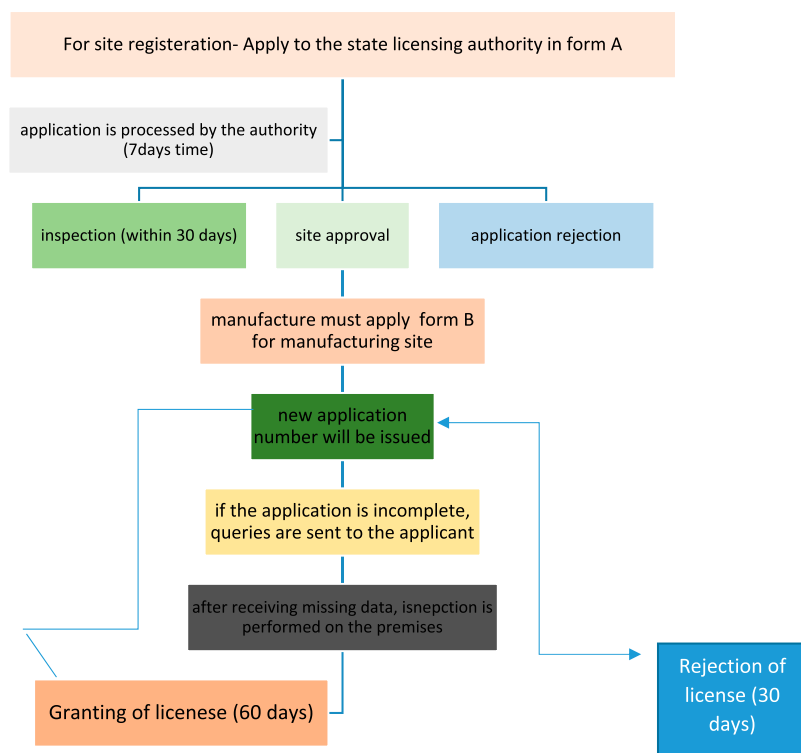 For site registeration- Apply to the state licensing authority in form A
application is processed by the authority
(7days time)
inspection (within 30 days)
site approval
application rejection
manufacture must apply  form B
for manufacturing site
new application
number will be issued
if the application is incomplete,
queries are sent to the applicant
after receiving missing data, isnepction is
performed on the premises
Granting of licenese (60 days)
Rejection of
license (30
days)